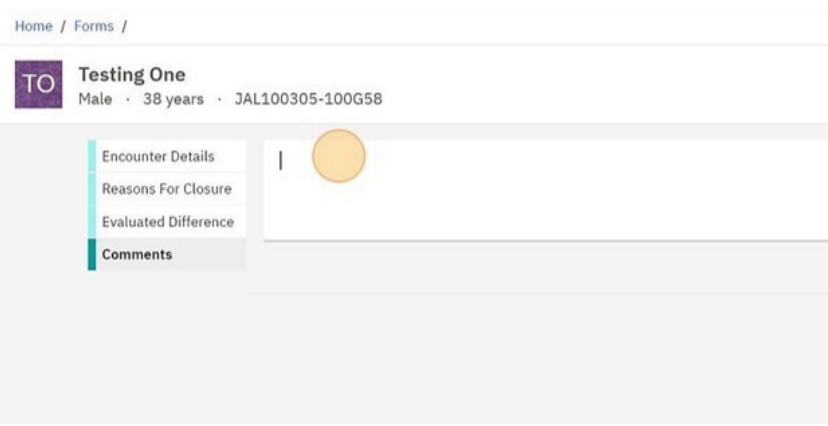 Home / Forms /
TO
Testing One
Male · 38 years · JAL100305-100G58
Encounter Details
Reasons For Closure
Evaluated Difference
Comments